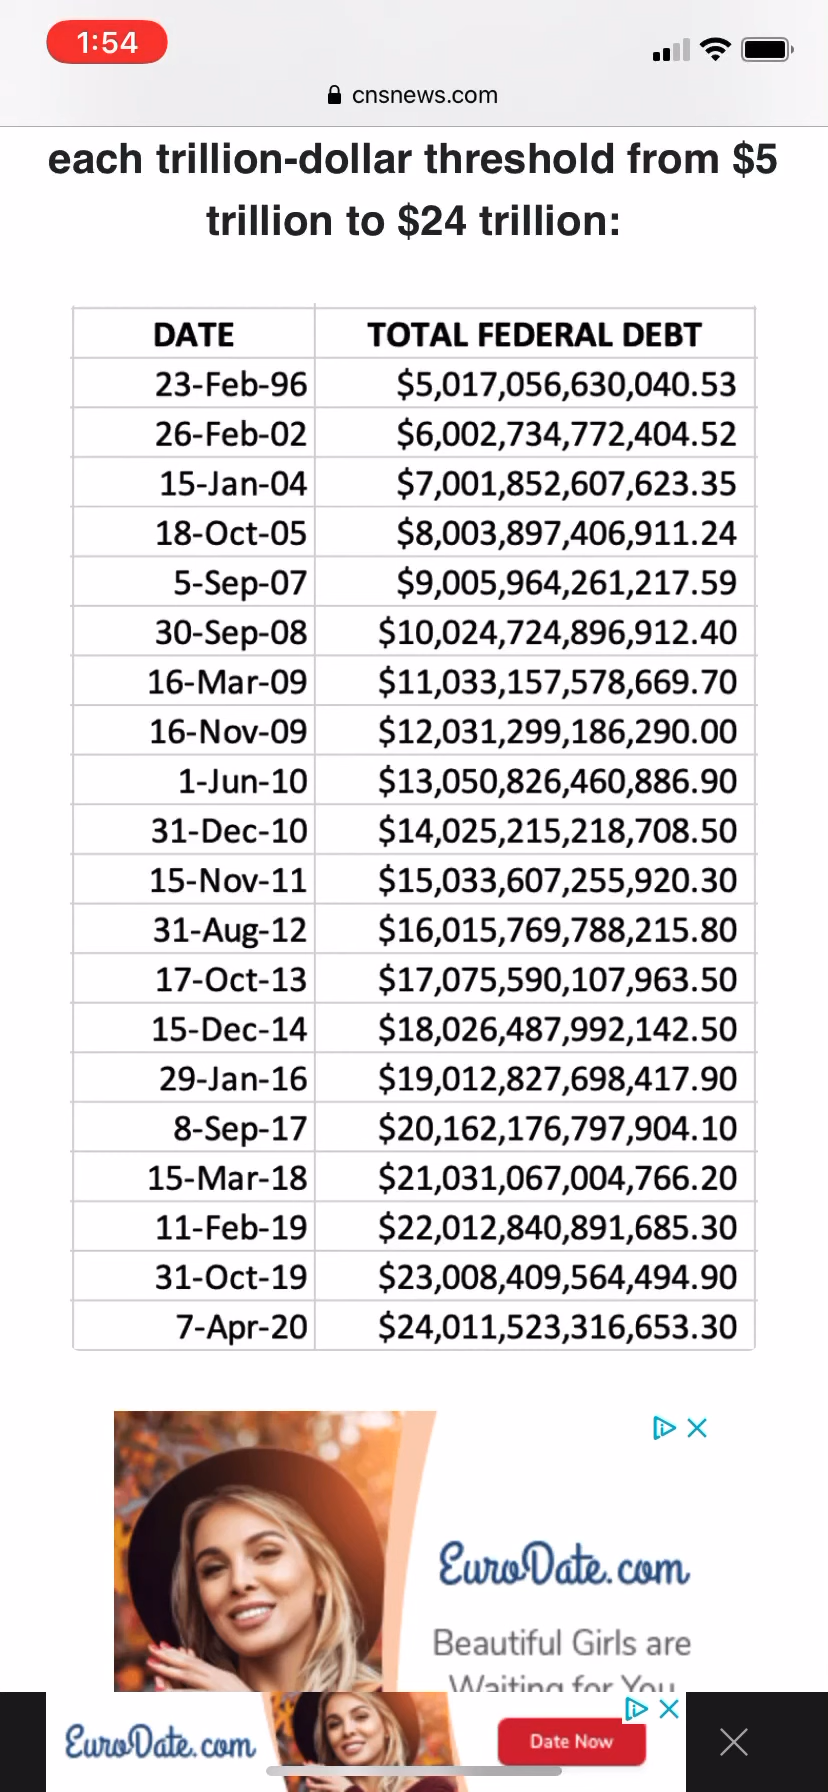 1:54
cnsnews.com
each trillion-dollar threshold from $5
trillion to $24 trillion:
DATE TOTAL FEDERAL DEBT
23-Feb-96 $5,017,056,630,040.53
26-Feb-02 $6,002,734,772,404.52
15-Jan-04 $7,001,852,607,623.35
18-Oct-05 $8,003,897,406,911.24
5-Sep-07 $9,005,964,261,217.59
30-Sep-08 $10,024,724,896,912.40
16-Mar-09 $11,033,157,578,669.70
16-Nov-09 $12,031,299,186,290.00
1-Jun-10 $13,050,826,460,886.90
31-Dec-10 $14,025,215,218,708.50
15-Nov-11 $15,033,607,255,920.30
31-Aug-12 $16,015,769,788,215.80
17-Oct-13 $17,075,590,107,963.50
15-Dec-14 $18,026,487,992,142.50
29-Jan-16 $19,012,827,698,417.90
8-Sep-17 $20,162,176,797,904.10
15-Mar-18 $21,031,067,004,766.20
11-Feb-19 $22,012,840,891,685.30
31-Oct-19 $23,008,409,564,494.90
7-Apr-20 $24,011,523,316,653.30
EuroDate.com
Beautiful Girls are
Waiting for You
EuroDate.com
Date Now